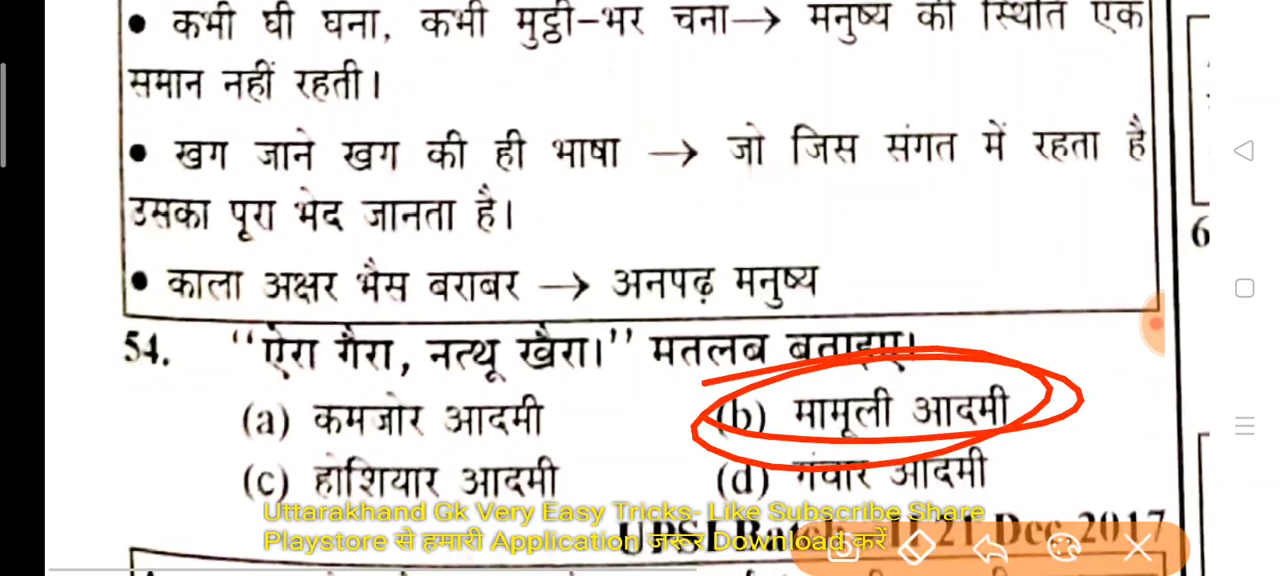 • कभी घी घना, कभी मुट्ठी-भर चना→ मनुष्य की स्थिति एक
समान नहीं रहती।
• खग जाने खग की ही भाषा → जो जिस संगत में रहता है
उसका पूरा भेद जानता है।
• काला अक्षर भैस बराबर → अनपढ़ मनुष्य
6
54. “ऐरा गैरा, नत्थू खैरा।” मतलब बताइए।
(a) कमजोर आदमी (b) मामूली आदमी
(c) होशियार आदमी (d) गंवार आदमी
Uttarakhand Gk Very Easy Tricks- Like Subscribe Share
Playstore से हमारी Application जरूर Download करें
21 Dec. 2017